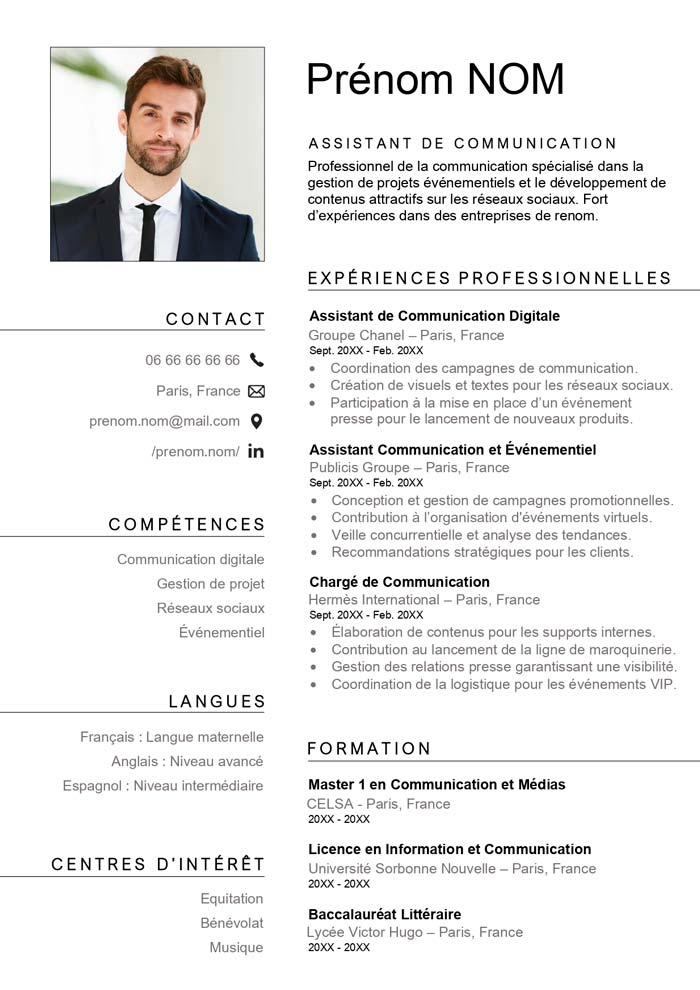 Prénom NOM
ASSISTANT DE COMMUNICATION
Professionnel de la communication spécialisé dans la
gestion de projets événementiels et le développement de
contenus attractifs sur les réseaux sociaux. Fort
d'expériences dans des entreprises de renom.
CONTACT
06 66 66 66 66
Paris, France
prenom.nom@mail.com
/prenom.nom/
COMPÉTENCES
Communication digitale
Gestion de projet
Réseaux sociaux
Événementiel
LANGUES
Français : Langue maternelle
Anglais : Niveau avancé
Espagnol : Niveau intermédiaire
CENTRES D'INTÉRÊT
Equitation
Bénévolat
Musique
EXPÉRIENCES PROFESSIONNELLES
Assistant de Communication Digitale
Groupe Chanel – Paris, France
Sept. 20XX - Feb. 20XX
• Coordination des campagnes de communication.
• Création de visuels et textes pour les réseaux sociaux.
• Participation à la mise en place d'un événement
presse pour le lancement de nouveaux produits.
Assistant Communication et Événementiel
Publicis Groupe – Paris, France
Sept. 20XX - Feb. 20XX
• Conception et gestion de campagnes promotionnelles.
• Contribution à l'organisation d'événements virtuels.
• Veille concurrentielle et analyse des tendances.
• Recommandations stratégiques pour les clients.
Chargé de Communication
Hermès International – Paris, France
Sept. 20XX - Feb. 20XX
• Élaboration de contenus pour les supports internes.
• Contribution au lancement de la ligne de maroquinerie.
• Gestion des relations presse garantissant une visibilité.
• Coordination de la logistique pour les événements VIP.
FORMATION
Master 1 en Communication et Médias
CELSA - Paris, France
20XX - 20XX
Licence en Information et Communication
Université Sorbonne Nouvelle – Paris, France
20XX - 20XX
Baccalauréat Littéraire
Lycée Victor Hugo – Paris, France
20XX - 20XX